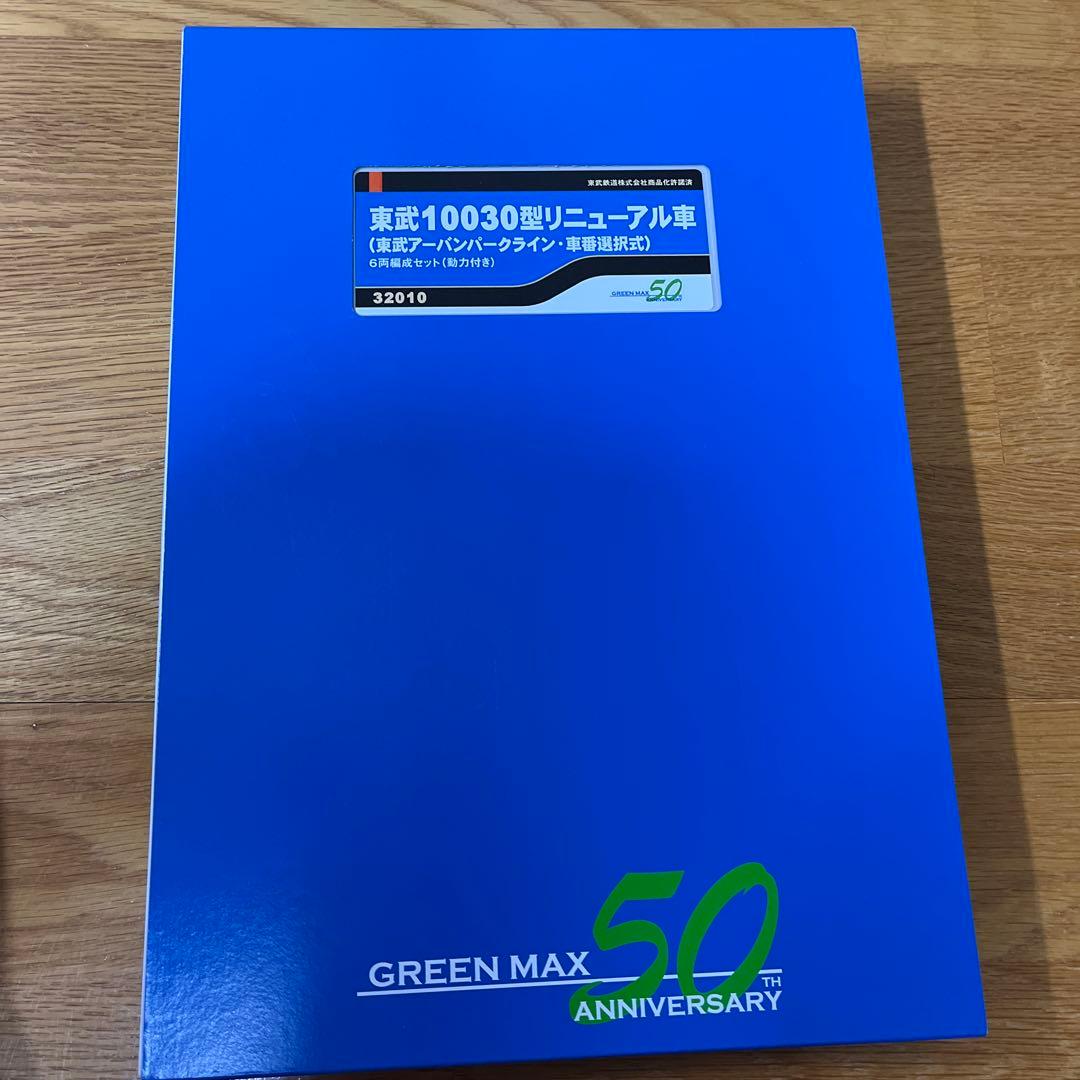 東武鉄道株式会社商品化許諾済
東武10030型リニューアル車
(東武アーバンパークライン・車番選択式)
6両編成セット(動力付き)
32010
GREEN MAX 50
ANNIVERSARY
GREEN MAX 50TH
ANNIVERSARY